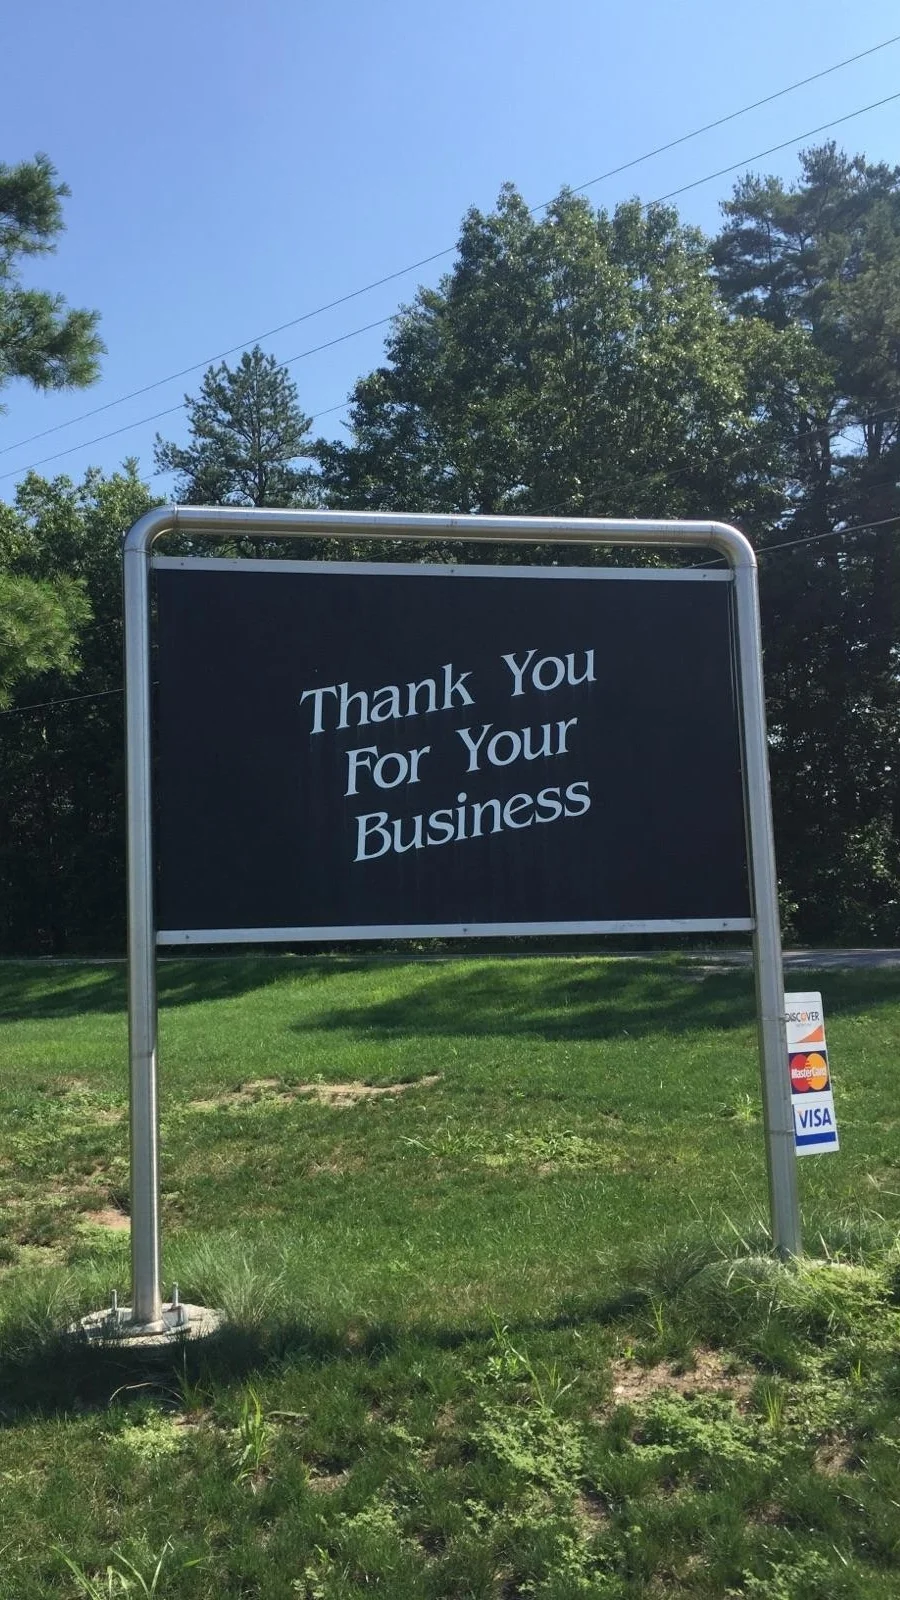 Thank You
For Your
Business
DISCOVER
MasterCard
VISA